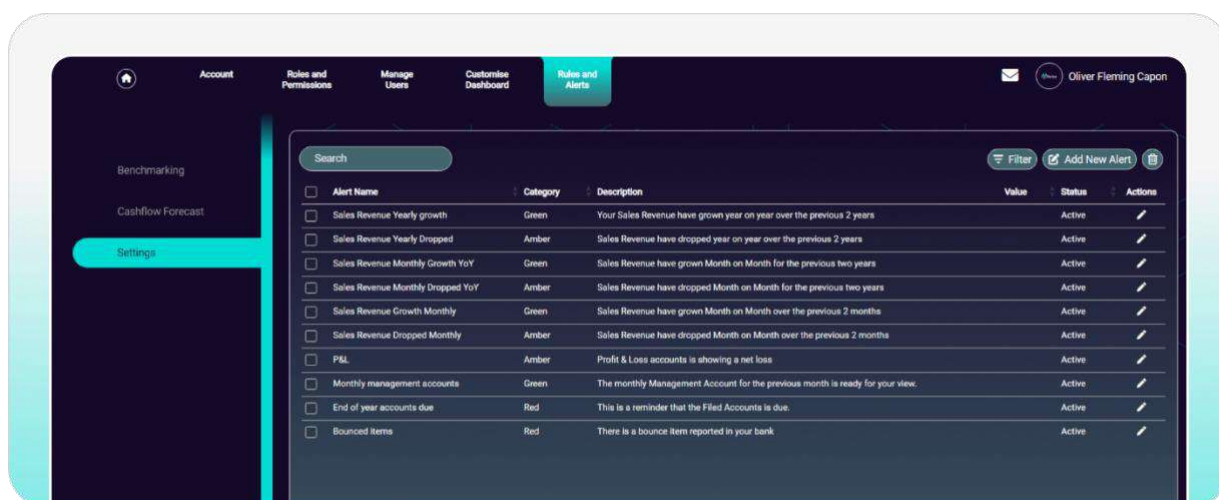 Account
Roles and Permissions
Manage Users
Customise Dashboard
Rules and Alerts
Oliver Fleming Capon
Benchmarking
Cashflow Forecast
Settings
Search
Filter
Add New Alert
Alert Name Category Description Value Status Actions
Sales Revenue Yearly growth Green Your Sales Revenue have grown year on year over the previous 2 years Active
Sales Revenue Yearly Dropped Amber Sales Revenue have dropped year on year over the previous 2 years Active
Sales Revenue Monthly Growth YoY Green Sales Revenue have grown Month on Month for the previous two years Active
Sales Revenue Monthly Dropped YoY Amber Sales Revenue have dropped Month on Month for the previous two years Active
Sales Revenue Growth Monthly Green Sales Revenue have grown Month on Month over the previous 2 months Active
Sales Revenue Dropped Monthly Amber Sales Revenue have dropped Month on Month over the previous 2 months Active
P&L Amber Profit & Loss accounts is showing a net loss Active
Monthly management accounts Green The monthly Management Account for the previous month is ready for your view. Active
End of year accounts due Red This is a reminder that the Filed Accounts is due. Active
Bounced items Red There is a bounce item reported in your bank Active